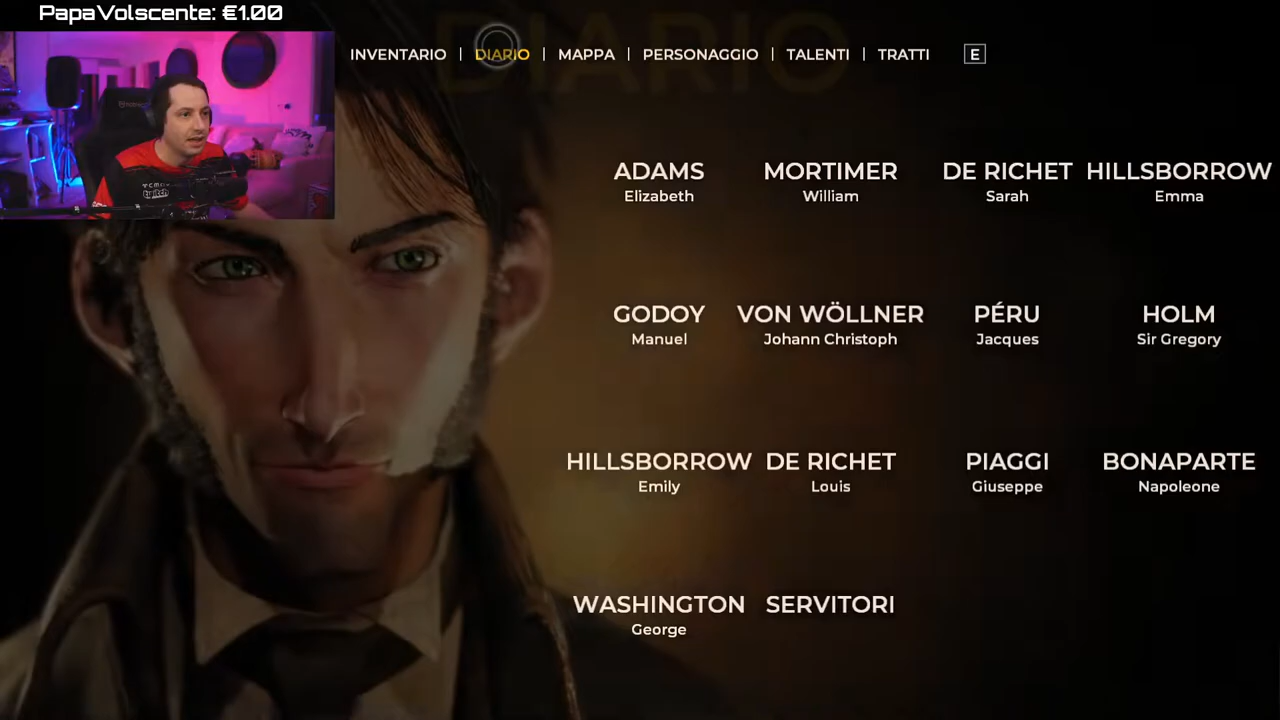 PapaVolscente: €1.00
INVENTARIO | DIARIO | MAPPA | PERSONAGGIO | TALENTI | TRATTI E
DIARIO
twitch
ADAMS MORTIMER DE RICHET HILLSBORROW
Elizabeth William Sarah Emma
GODOY VON WÖLLNER PÉRU HOLM
Manuel Johann Christoph Jacques Sir Gregory
HILLSBORROW DE RICHET PIAGGI BONAPARTE
Emily Louis Giuseppe Napoleone
WASHINGTON SERVITORI
George